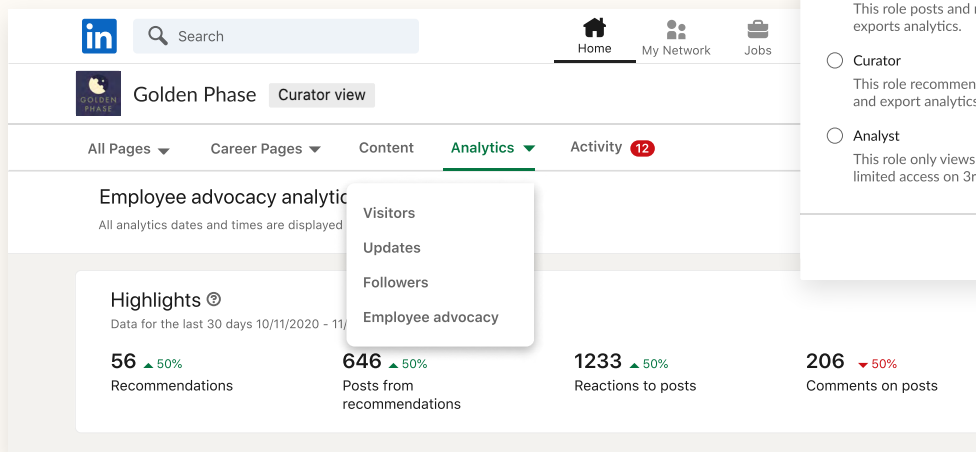 in
Search
Home
My Network
Jobs
GOLDEN
PHASE
Golden Phase
Curator view
All Pages
Career Pages
Content
Analytics
Activity
12
Employee advocacy
All analytics dates and times are displayed
Visitors
Updates
Followers
Employee advocacy
Highlights
Data for the last 30 days 10/11/2020 - 11/
56
50%
Recommendations
646
50%
Posts from
recommendations
1233
50%
Reactions to posts
206
50%
Comments on posts
This role posts and
exports analytics.
Curator
This role
and export
Analyst
This role only views
limited access on